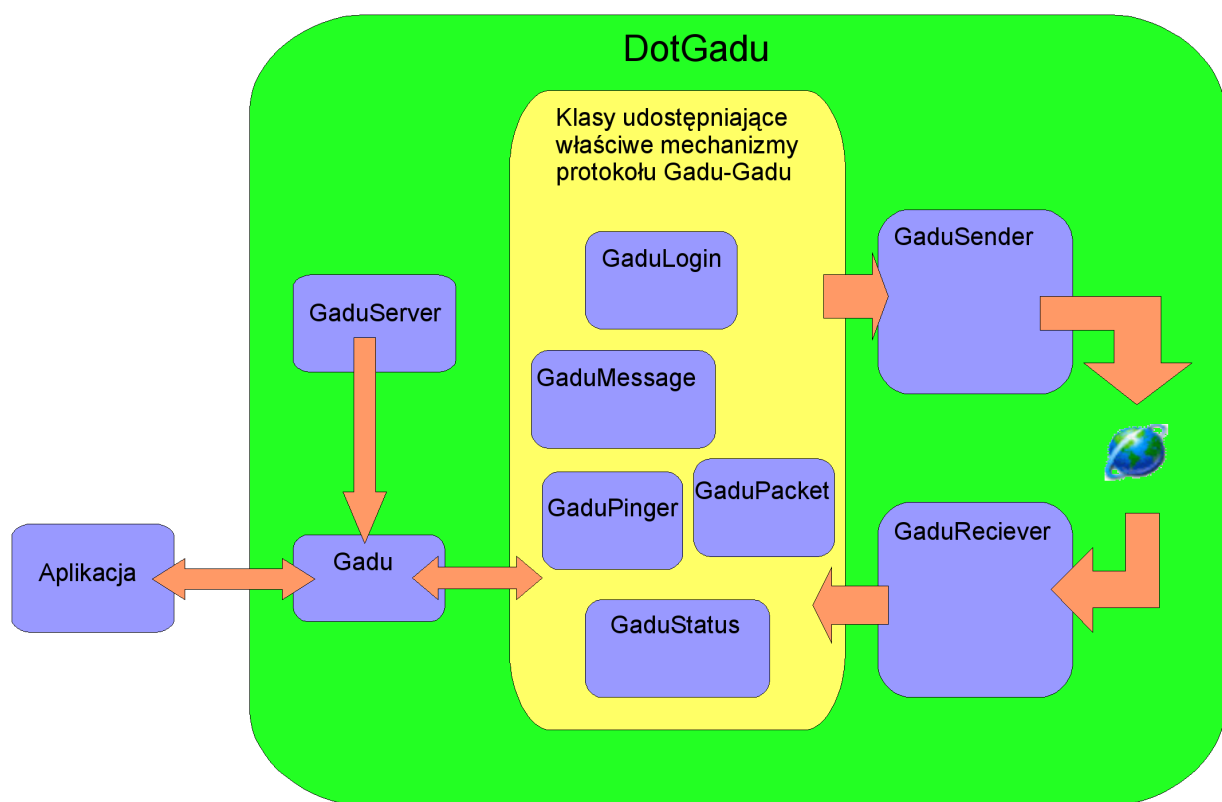 DotGadu
Klasy udostępniające
właściwe mechanizmy
protokołu Gadu-Gadu
GaduLogin
GaduSender
GaduServer
GaduMessage
GaduPacket
GaduPinger
GaduReciever
Gadu
Aplikacja
GaduStatus